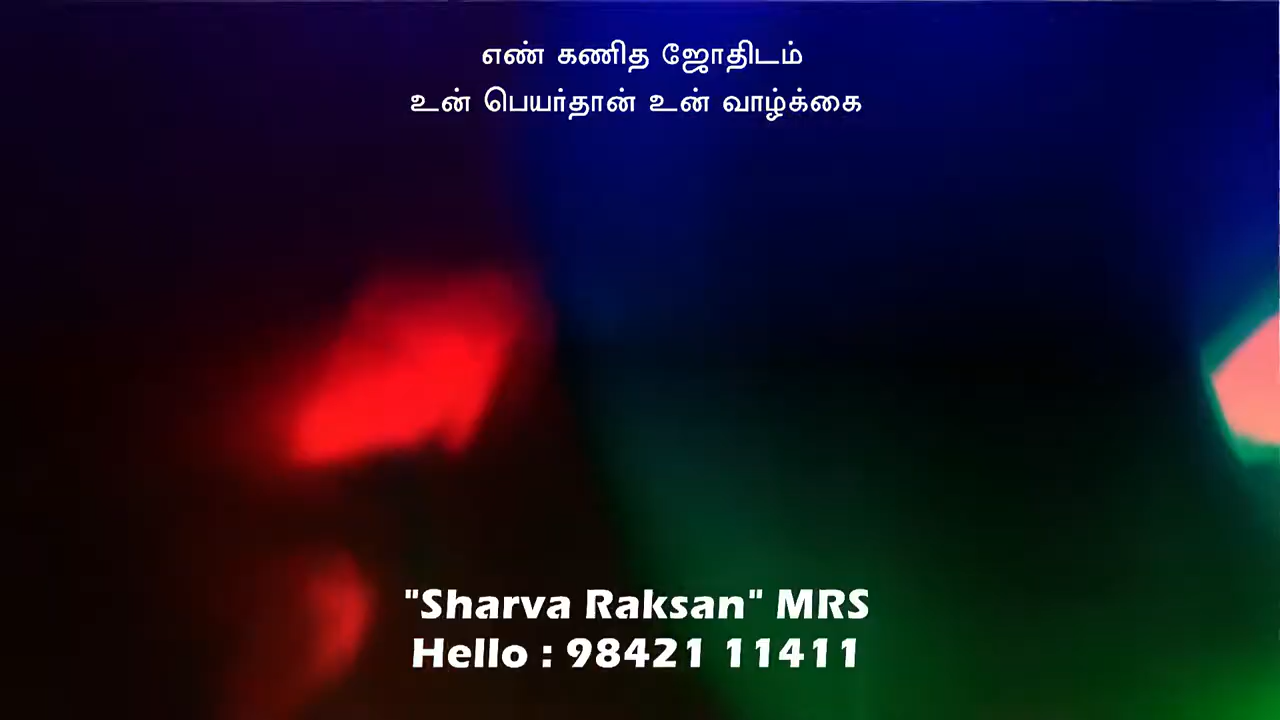 எண் கணித ஜோதிடம்
உன் பெயர்தான் உன் வாழ்க்கை
"Sharva Raksan" MRS
Hello : 98421 11411